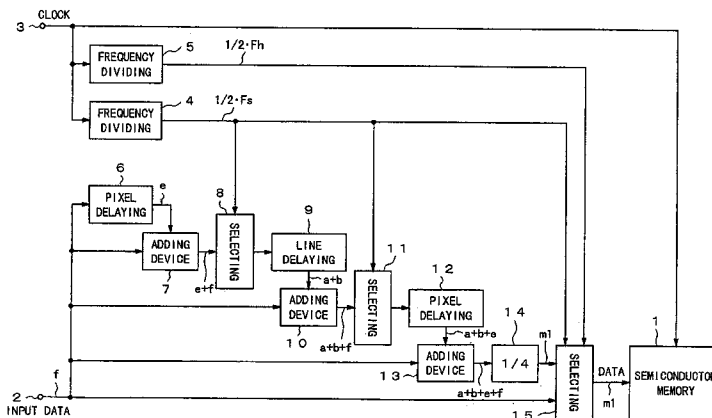 3 CLOCK
5
1/2·Fh
FREQUENCY
DIVIDING
4
1/2·Fs
FREQUENCY
DIVIDING
6
e
PIXEL
DELAYING
8
SELECTING
9
LINE
DELAYING
11
ADDING
DEVICE
7
e+f
a+b
SELECTING
12
PIXEL
DELAYING
ADDING
DEVICE
10
a+b+f
a+b+e
14
1
ADDING
DEVICE
13
a+b+e+f
1/4
m1
SELECTING
15
DATA
m1
SEMICONDUCTOR
MEMORY
f
2
INPUT DATA